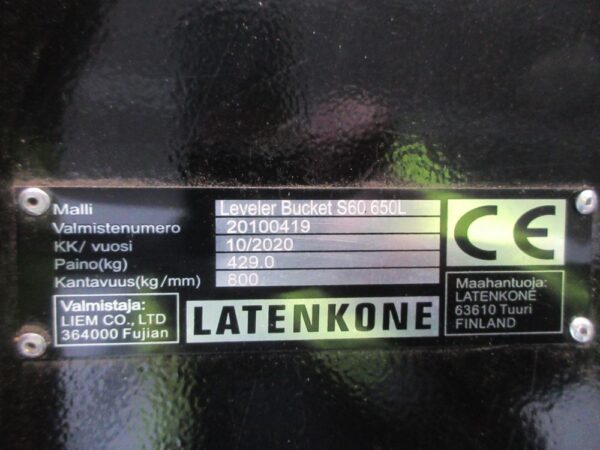 Malli Leveler Bucket S60 650L
Valmistenumero 20100419
KK/ vuosi 10/2020
Paino(kg) 429.0
Kantavuus(kg/mm) 800
CE
Valmistaja:
LIEM CO., LTD
364000 Fujian
LATENKONE
Maahantuoja:
LATENKONE
63610 Tuuri
FINLAND